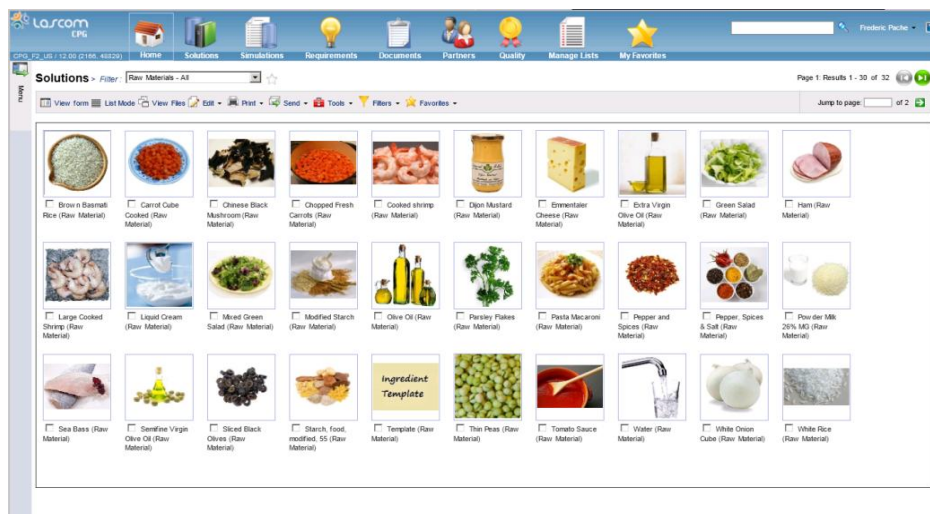 Lascom
CPG
Frederic Pache
CPG_F2_US / 12.00 (2166, 40329)
Home Solutions Simulations Requirements Documents Partners Quality Manage Lists My Favorites
Menu
Solutions > Filter : Raw Materials - All
Page 1: Results 1 - 30 of 32
View form List Mode View Files Edit Print Send Tools Filters Favorites
Jump to page: of 2
Brown Basmati
Rice (Raw Material)
Carrot Cube
Cooked (Raw
Material)
Chinese Black
Mushroom (Raw
Material)
Chopped Fresh
Carrots (Raw
Material)
Cooked shrimp
(Raw Material)
Dijon Mustard
(Raw Material)
Emmentaler
Cheese (Raw
Material)
Extra Virgin
Olive Oil (Raw
Material)
Green Salad
(Raw Material)
Ham (Raw
Material)
Large Cooked
Shrimp (Raw
Material)
Liquid Cream
(Raw Material)
Mixed Green
Salad (Raw Material)
Modified Starch
(Raw Material)
Olive Oil (Raw
Material)
Parsley Flakes
(Raw Material)
Pasta Macaroni
(Raw Material)
Pepper and
Spices (Raw
Material)
Pepper, Spices
& Salt (Raw
Material)
Powder Milk
26% MG (Raw
Material)
Sea Bass (Raw
Material)
Semifine Virgin
Olive Oil (Raw
Material)
Sliced Black
Olives (Raw
Material)
Starch, food,
modified, 55 (Raw
Material)
Ingredient
Template
Template (Raw
Material)
Thin Peas (Raw
Material)
Tomato Sauce
(Raw Material)
Water (Raw
Material)
White Onion
Cube (Raw Material)
White Rice
(Raw Material)